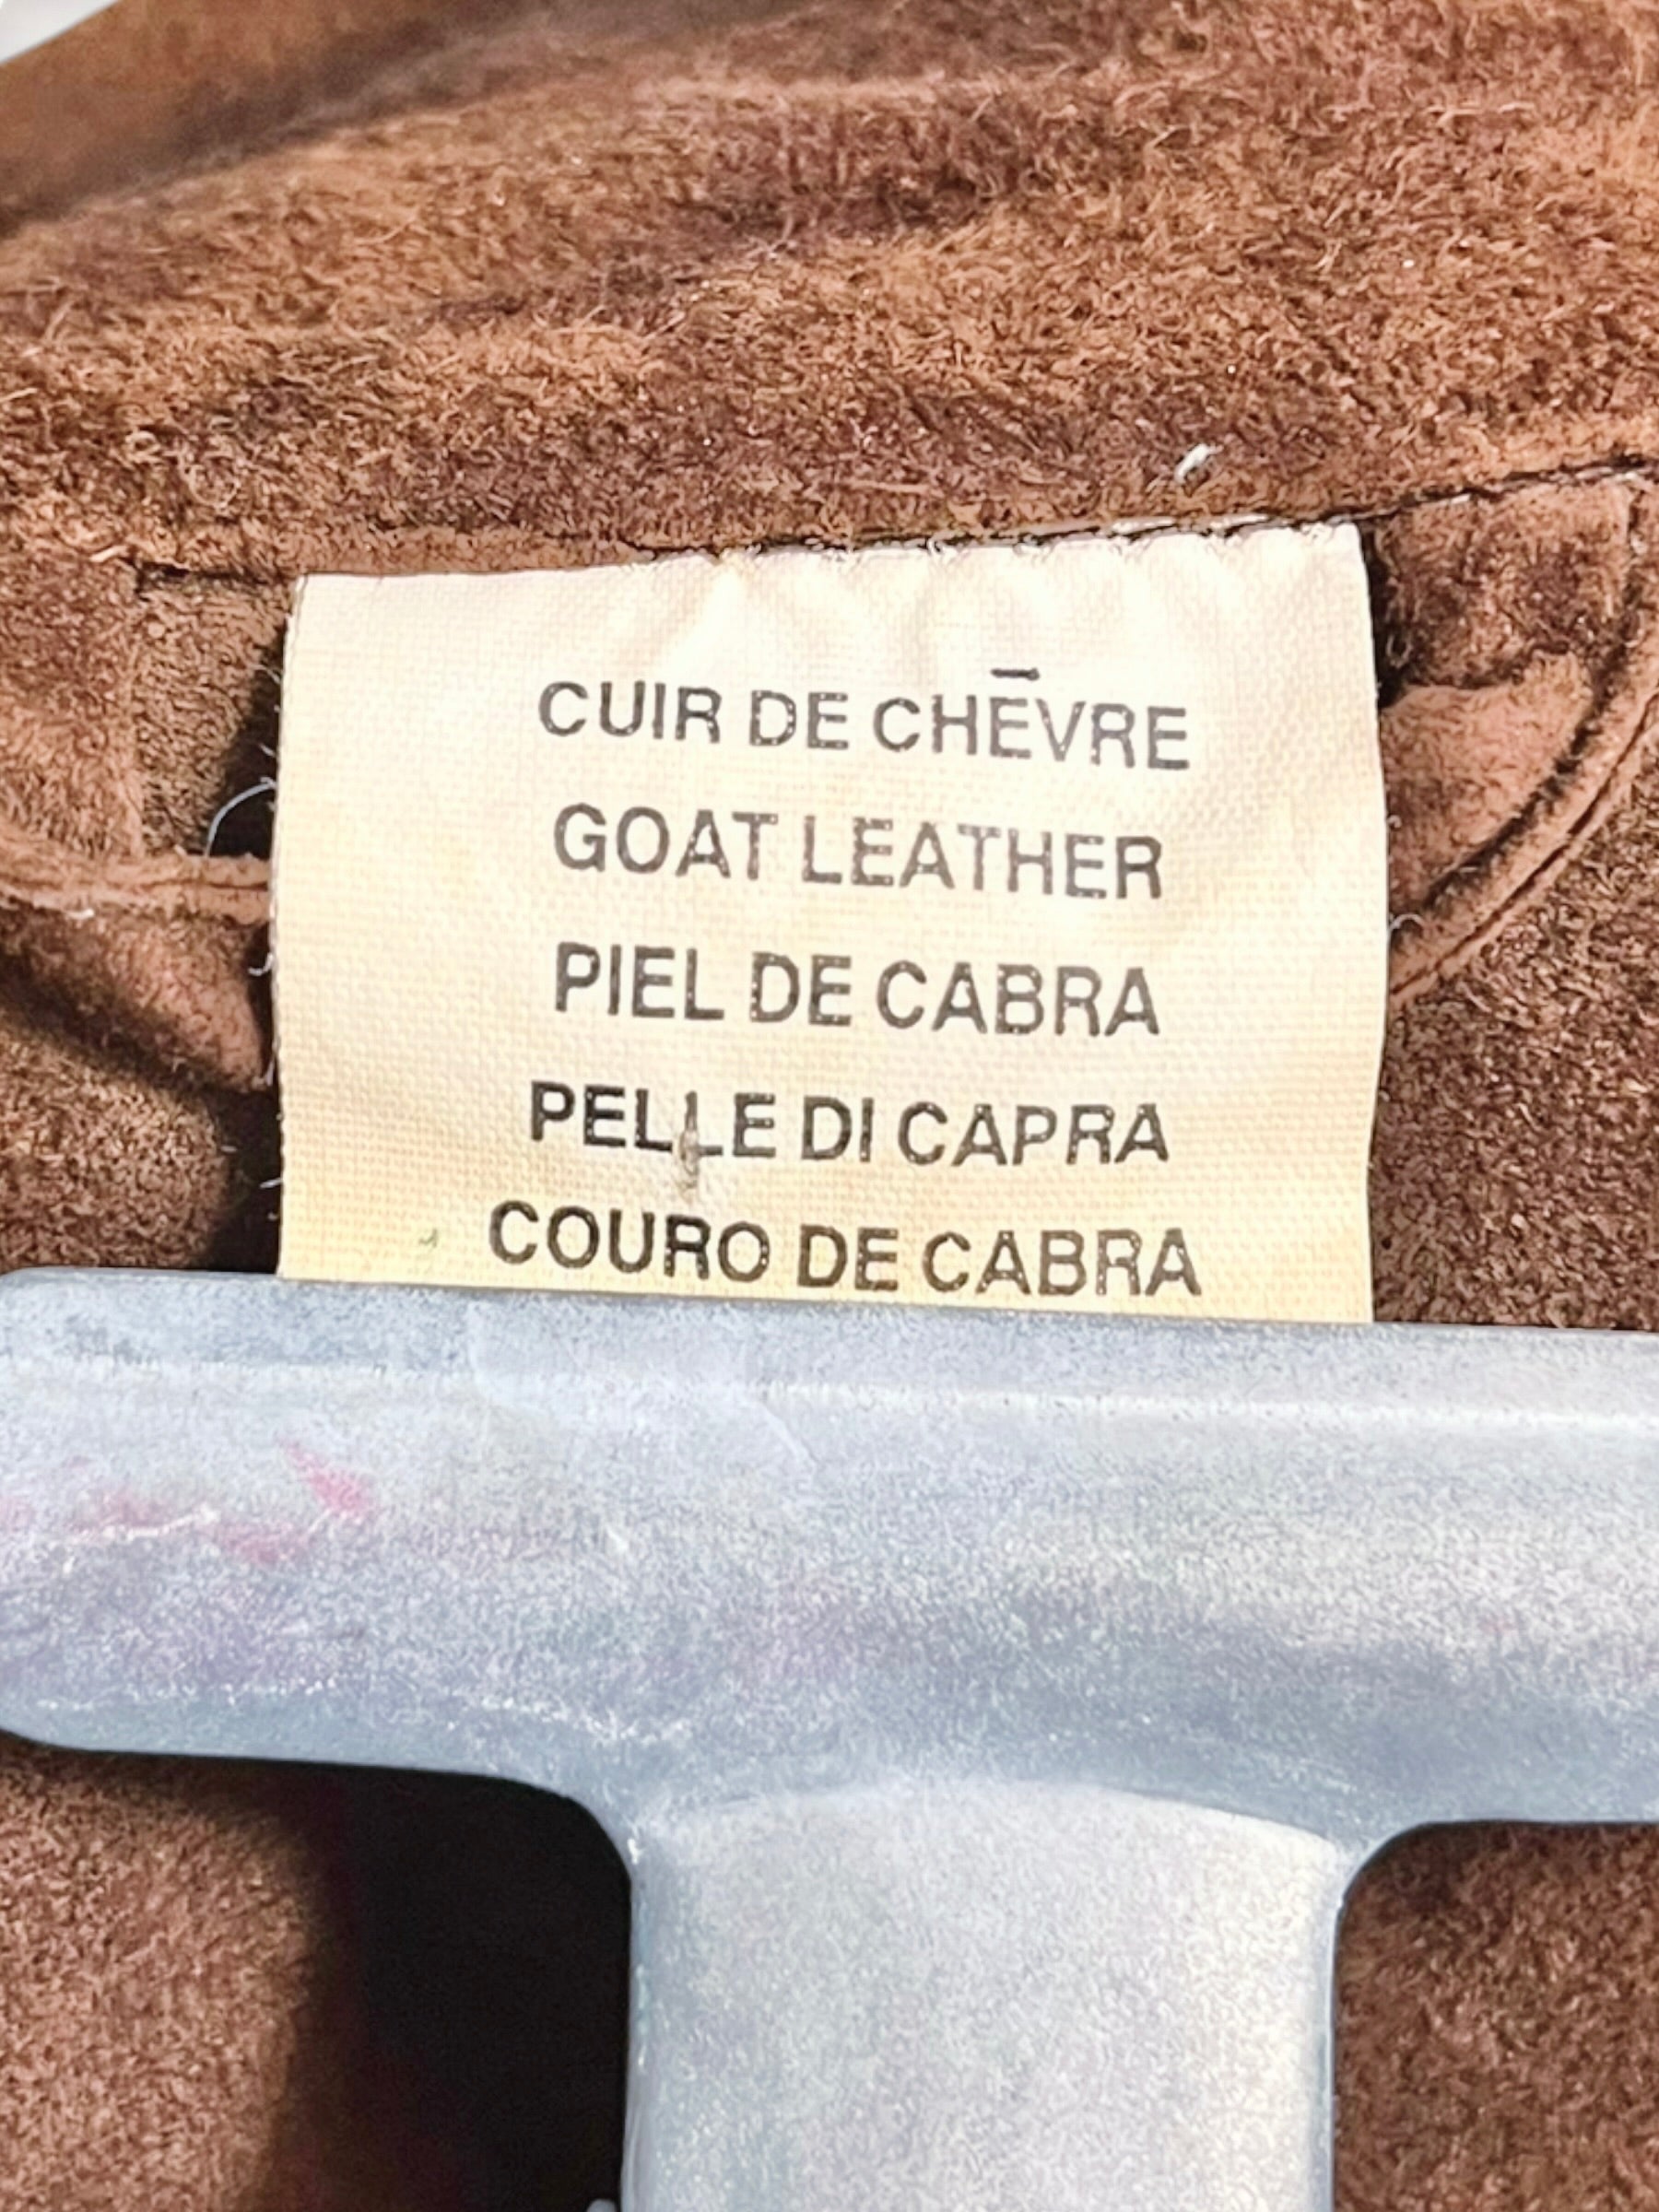 CUIR DE CHĒVRE
GOAT LEATHER
PIEL DE CABRA
PELLE DI CAPRA
COURO DE CABRA